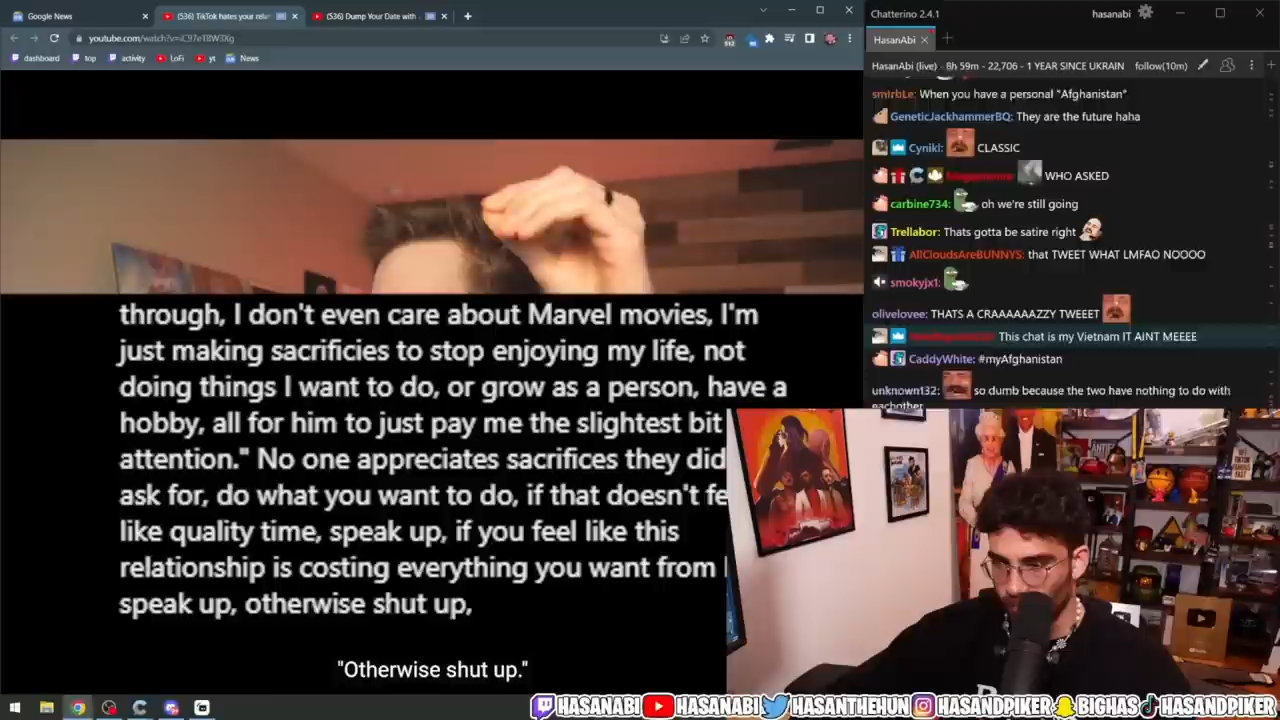 Google News
(536) TikTok hates your rela
(536) Dump Your Date with
youtube.com/watch?v=iC97eT8W3Xg
dashboard
top
activity
LoFi
yt
News
through, I don't even care about Marvel movies, I'm
just making sacrificies to stop enjoying my life, not
doing things I want to do, or grow as a person, have a
hobby, all for him to just pay me the slightest bit
attention." No one appreciates sacrifices they did
ask for, do what you want to do, if that doesn't fe
like quality time, speak up, if you feel like this
relationship is costing everything you want from
speak up, otherwise shut up,
"Otherwise shut up."
Chatterino 2.4.1
hasanabi
HasanAbi
HasanAbi (live) - 8h 59m - 22,706 - 1 YEAR SINCE UKRAIN
follow(10m)
smIrbLe: When you have a personal "Afghanistan"
GeneticJackhammerBQ: They are the future haha
Cynikl: CLASSIC
WHO ASKED
carbine734: oh we're still going
Trellabor: Thats gotta be satire right
AllCloudsAreBUNNYS: that TWEET WHAT LMFAO NOOOO
smokyjx1:
olivelovee: THATS A CRAAAAAAZZY TWEEET
This chat is my Vietnam IT AINT MEEEE
CaddyWhite: #myAfghanistan
unknown132: so dumb because the two have nothing to do with
eachother
HASANABI
HASANABI
HASANTHEHUN
HASANDPIKER
BIGHAS
HASANDPIKER